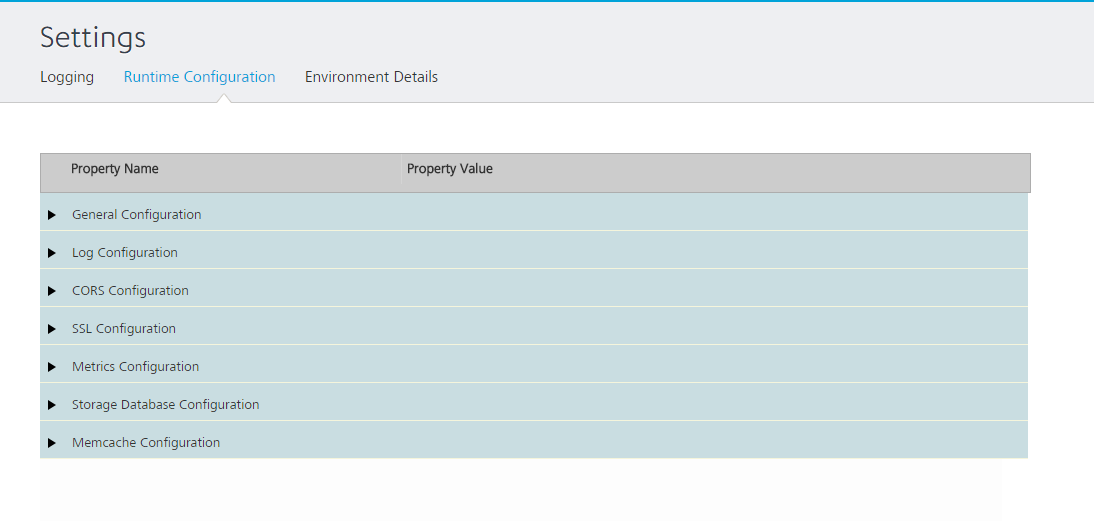 Settings
Logging Runtime Configuration Environment Details
Property Name Property Value
General Configuration
Log Configuration
CORS Configuration
SSL Configuration
Metrics Configuration
Storage Database Configuration
Memcache Configuration